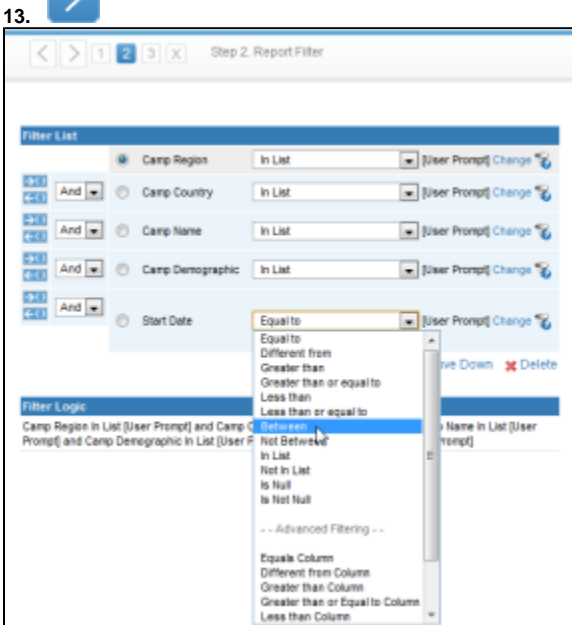 13.
1 2 3 X Step 2. Report Filter
Filter List
Camp Region In List [User Prompt] Change
And Camp Country In List [User Prompt] Change
And Camp Name In List [User Prompt] Change
And Camp Demographic In List [User Prompt] Change
And Start Date Equal to [User Prompt] Change
Equal to
Different from
Greater than
Greater than or equal to
Less than
Less than or equal to
Between
Not Between
In List
Not In List
Is Null
Is Not Null
-- Advanced Filtering --
Equals Column
Different from Column
Greater than Column
Greater than or Equal to Column
Less than Column
ve Down Delete
Filter Logic
Camp Region In List [User Prompt] and Camp C Name In List [User
Prompt] and Camp Demographic In List [User P rompt]